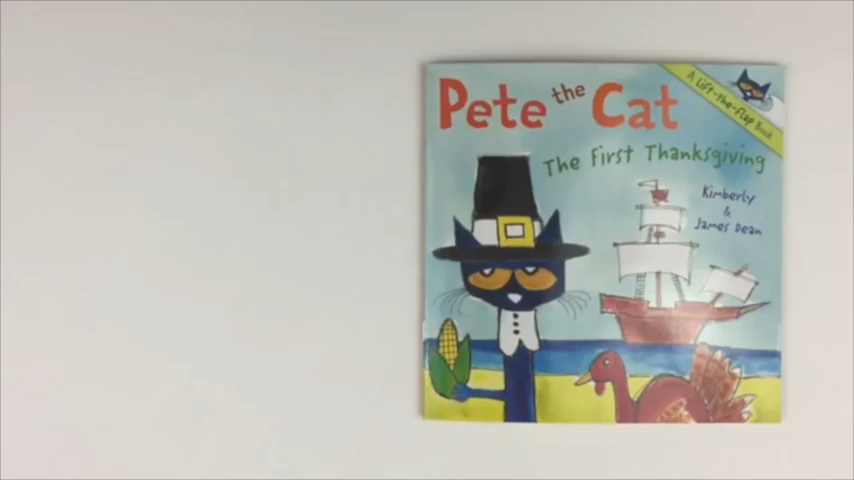 Pete the Cat
A Lift-the-Flap Book
The First Thanksgiving
Kimberly
&
James Dean